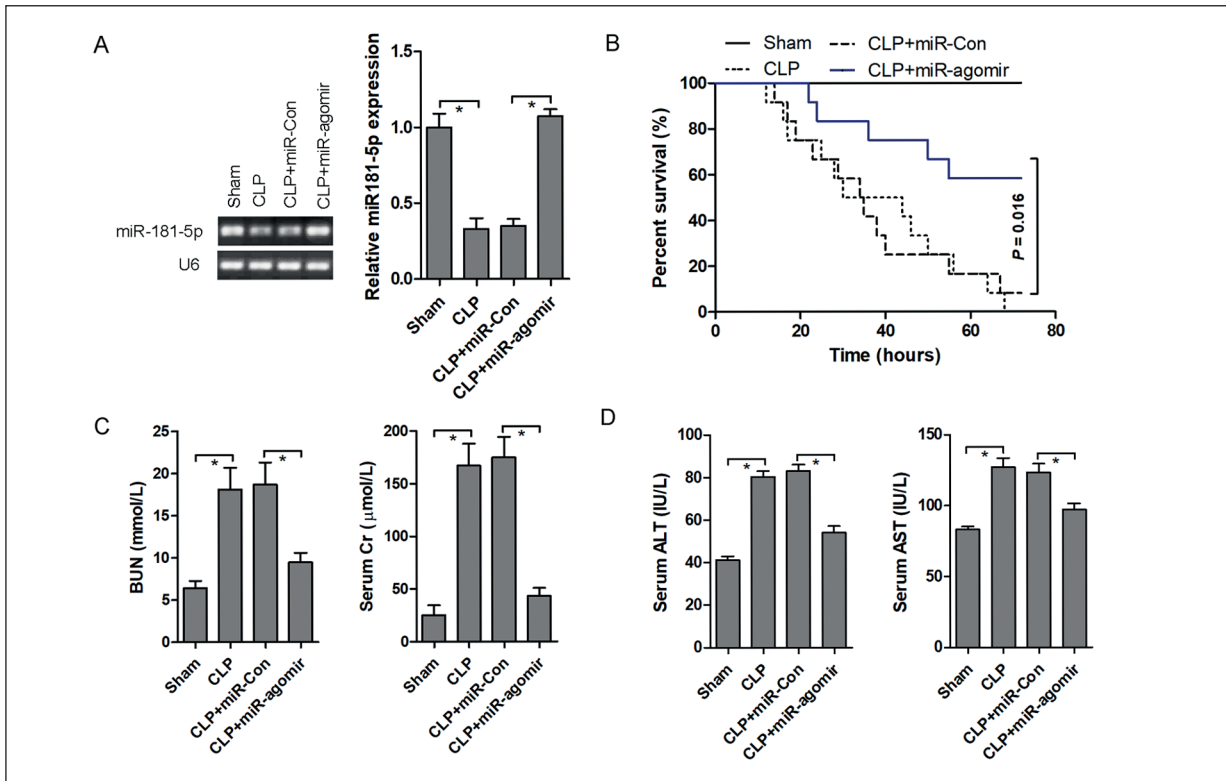 A
Sham
CLP
CLP+miR-Con
CLP+miR-agomir
miR-181-5p
U6
Relative miR181-5p expression
1.5
1.0
0.5
0.0
*
*
Sham
CLP
CLP+miR-Con
CLP+miR-agomir
B
Sham
CLP
CLP+miR-Con
CLP+miR-agomir
Percent survival (%)
100
80
60
40
20
0
0
20
40
60
80
Time (hours)
P = 0.016
C
BUN (mmol/L)
25
20
15
10
5
0
*
*
Sham
CLP
CLP+miR-Con
CLP+miR-agomir
Serum Cr ( μmol/L)
200
150
100
50
0
*
*
Sham
CLP
CLP+miR-Con
CLP+miR-agomir
D
Serum ALT (IU/L)
100
80
60
40
20
0
*
*
Sham
CLP
CLP+miR-Con
CLP+miR-agomir
Serum AST (IU/L)
150
100
50
0
*
*
Sham
CLP
CLP+miR-Con
CLP+miR-agomir